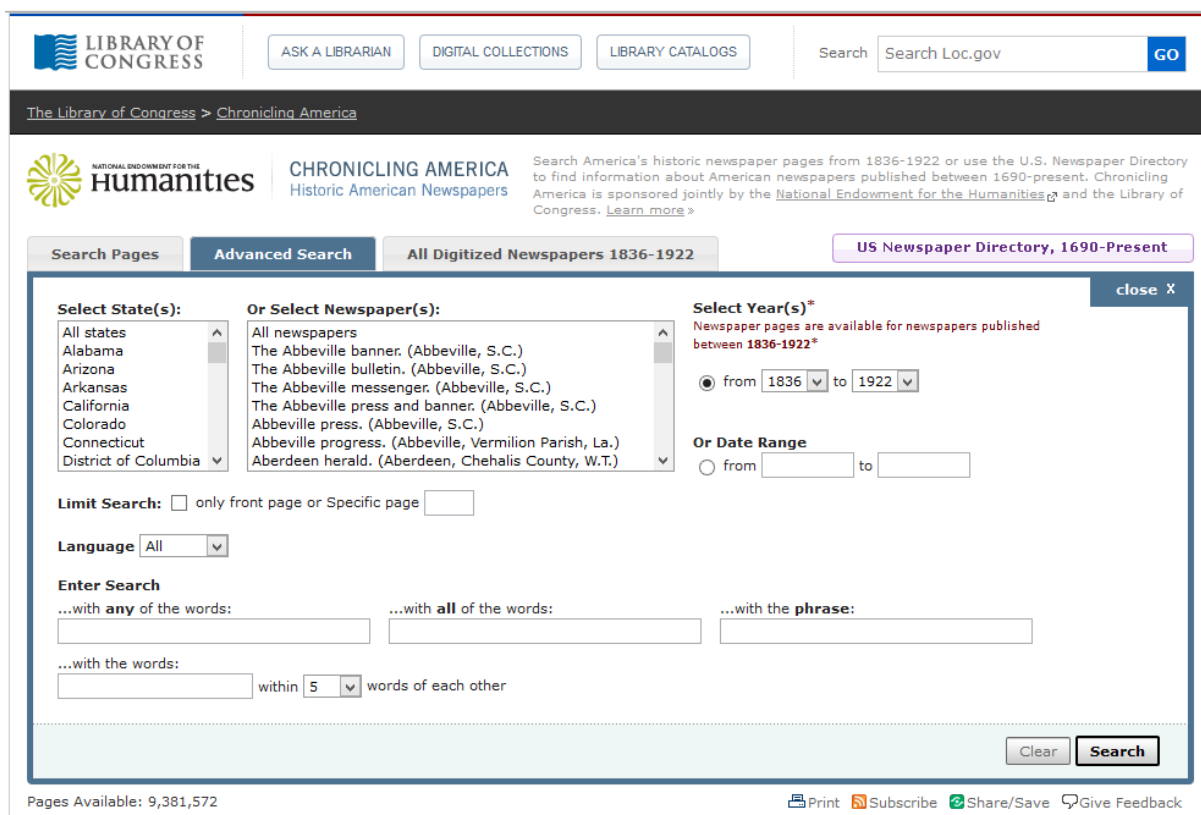 LIBRARY OF
CONGRESS
ASK A LIBRARIAN
DIGITAL COLLECTIONS
LIBRARY CATALOGS
Search
Search Loc.gov
GO
The Library of Congress > Chronicling America
NATIONAL ENDOWMENT FOR THE
Humanities
CHRONICLING AMERICA
Historic American Newspapers
Search America's historic newspaper pages from 1836-1922 or use the U.S. Newspaper Directory
to find information about American newspapers published between 1690-present. Chronicling
America is sponsored jointly by the National Endowment for the Humanities and the Library of
Congress. Learn more »
Search Pages
Advanced Search
All Digitized Newspapers 1836-1922
US Newspaper Directory, 1690-Present
close X
Select State(s):
All states
Alabama
Arizona
Arkansas
California
Colorado
Connecticut
District of Columbia
Or Select Newspaper(s):
All newspapers
The Abbeville banner. (Abbeville, S.C.)
The Abbeville bulletin. (Abbeville, S.C.)
The Abbeville messenger. (Abbeville, S.C.)
The Abbeville press and banner. (Abbeville, S.C.)
Abbeville press. (Abbeville, S.C.)
Abbeville progress. (Abbeville, Vermilion Parish, La.)
Aberdeen herald. (Aberdeen, Chehalis County, W.T.)
Select Year(s)*
Newspaper pages are available for newspapers published
between 1836-1922*
from 1836 to 1922
Or Date Range
from to
Limit Search: only front page or Specific page
Language All
Enter Search
...with any of the words:
...with all of the words:
...with the phrase:
...with the words:
within 5 words of each other
Clear
Search
Pages Available: 9,381,572
Print
Subscribe
Share/Save
Give Feedback